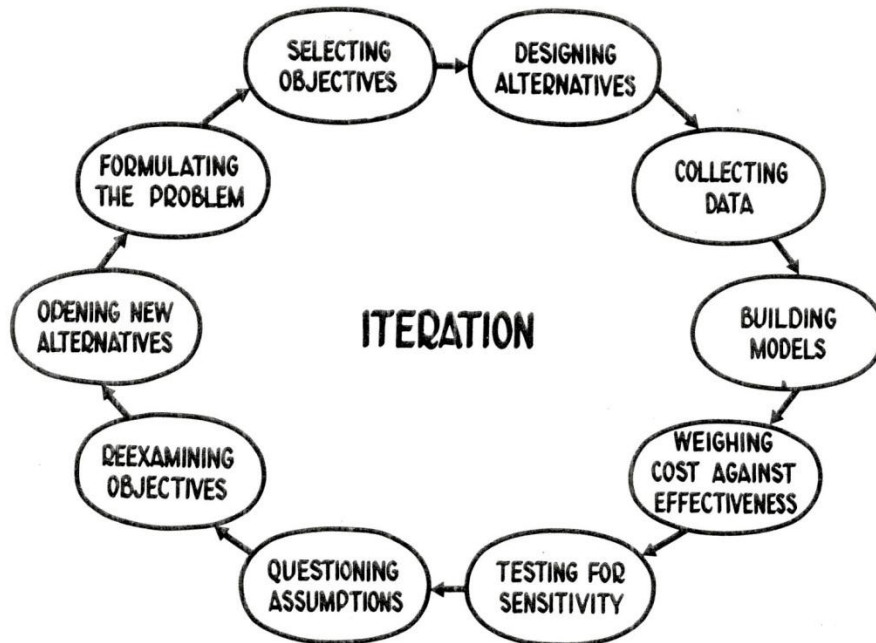 SELECTING
OBJECTIVES
DESIGNING
ALTERNATIVES
COLLECTING
DATA
BUILDING
MODELS
WEIGHING
COST AGAINST
EFFECTIVENESS
TESTING FOR
SENSITIVITY
QUESTIONING
ASSUMPTIONS
REEXAMINING
OBJECTIVES
OPENING NEW
ALTERNATIVES
FORMULATING
THE PROBLEM
ITERATION